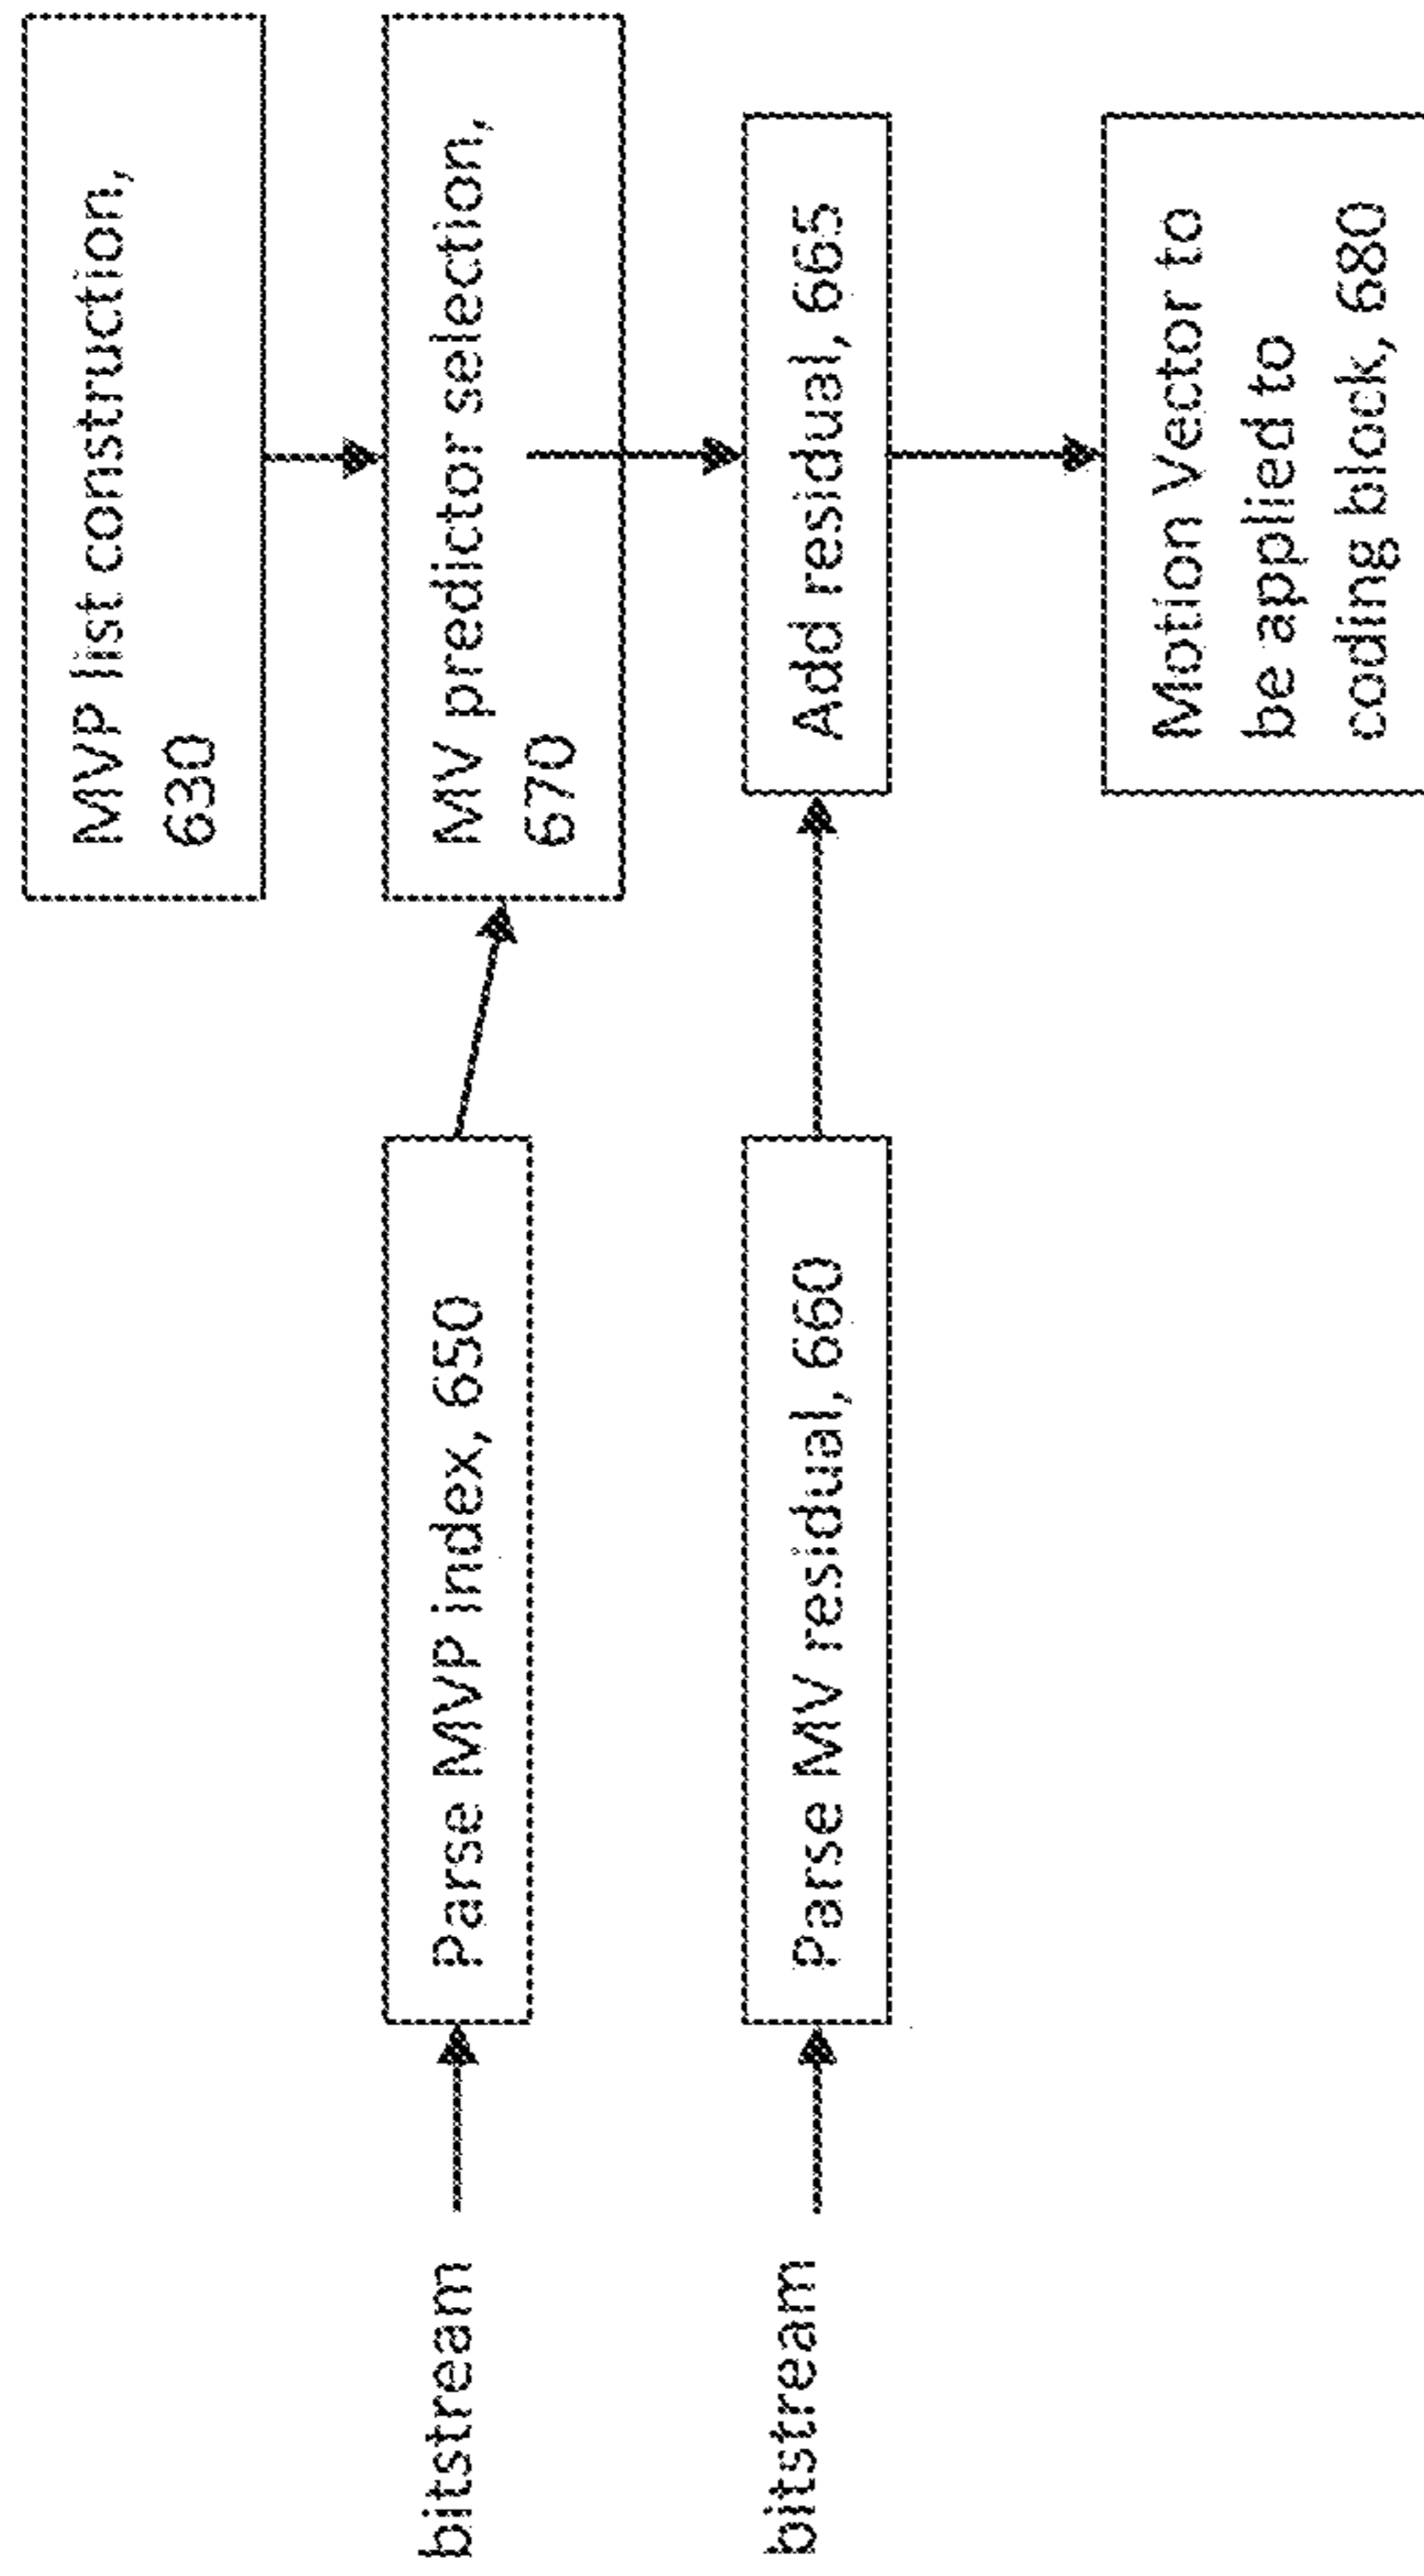 MVP list construction,
630
MV predictor selection,
670
bitstream
Parse MVP index, 650
bitstream
Parse MV residual, 660
Add residual, 665
Motion Vector to
be applied to
coding block, 680